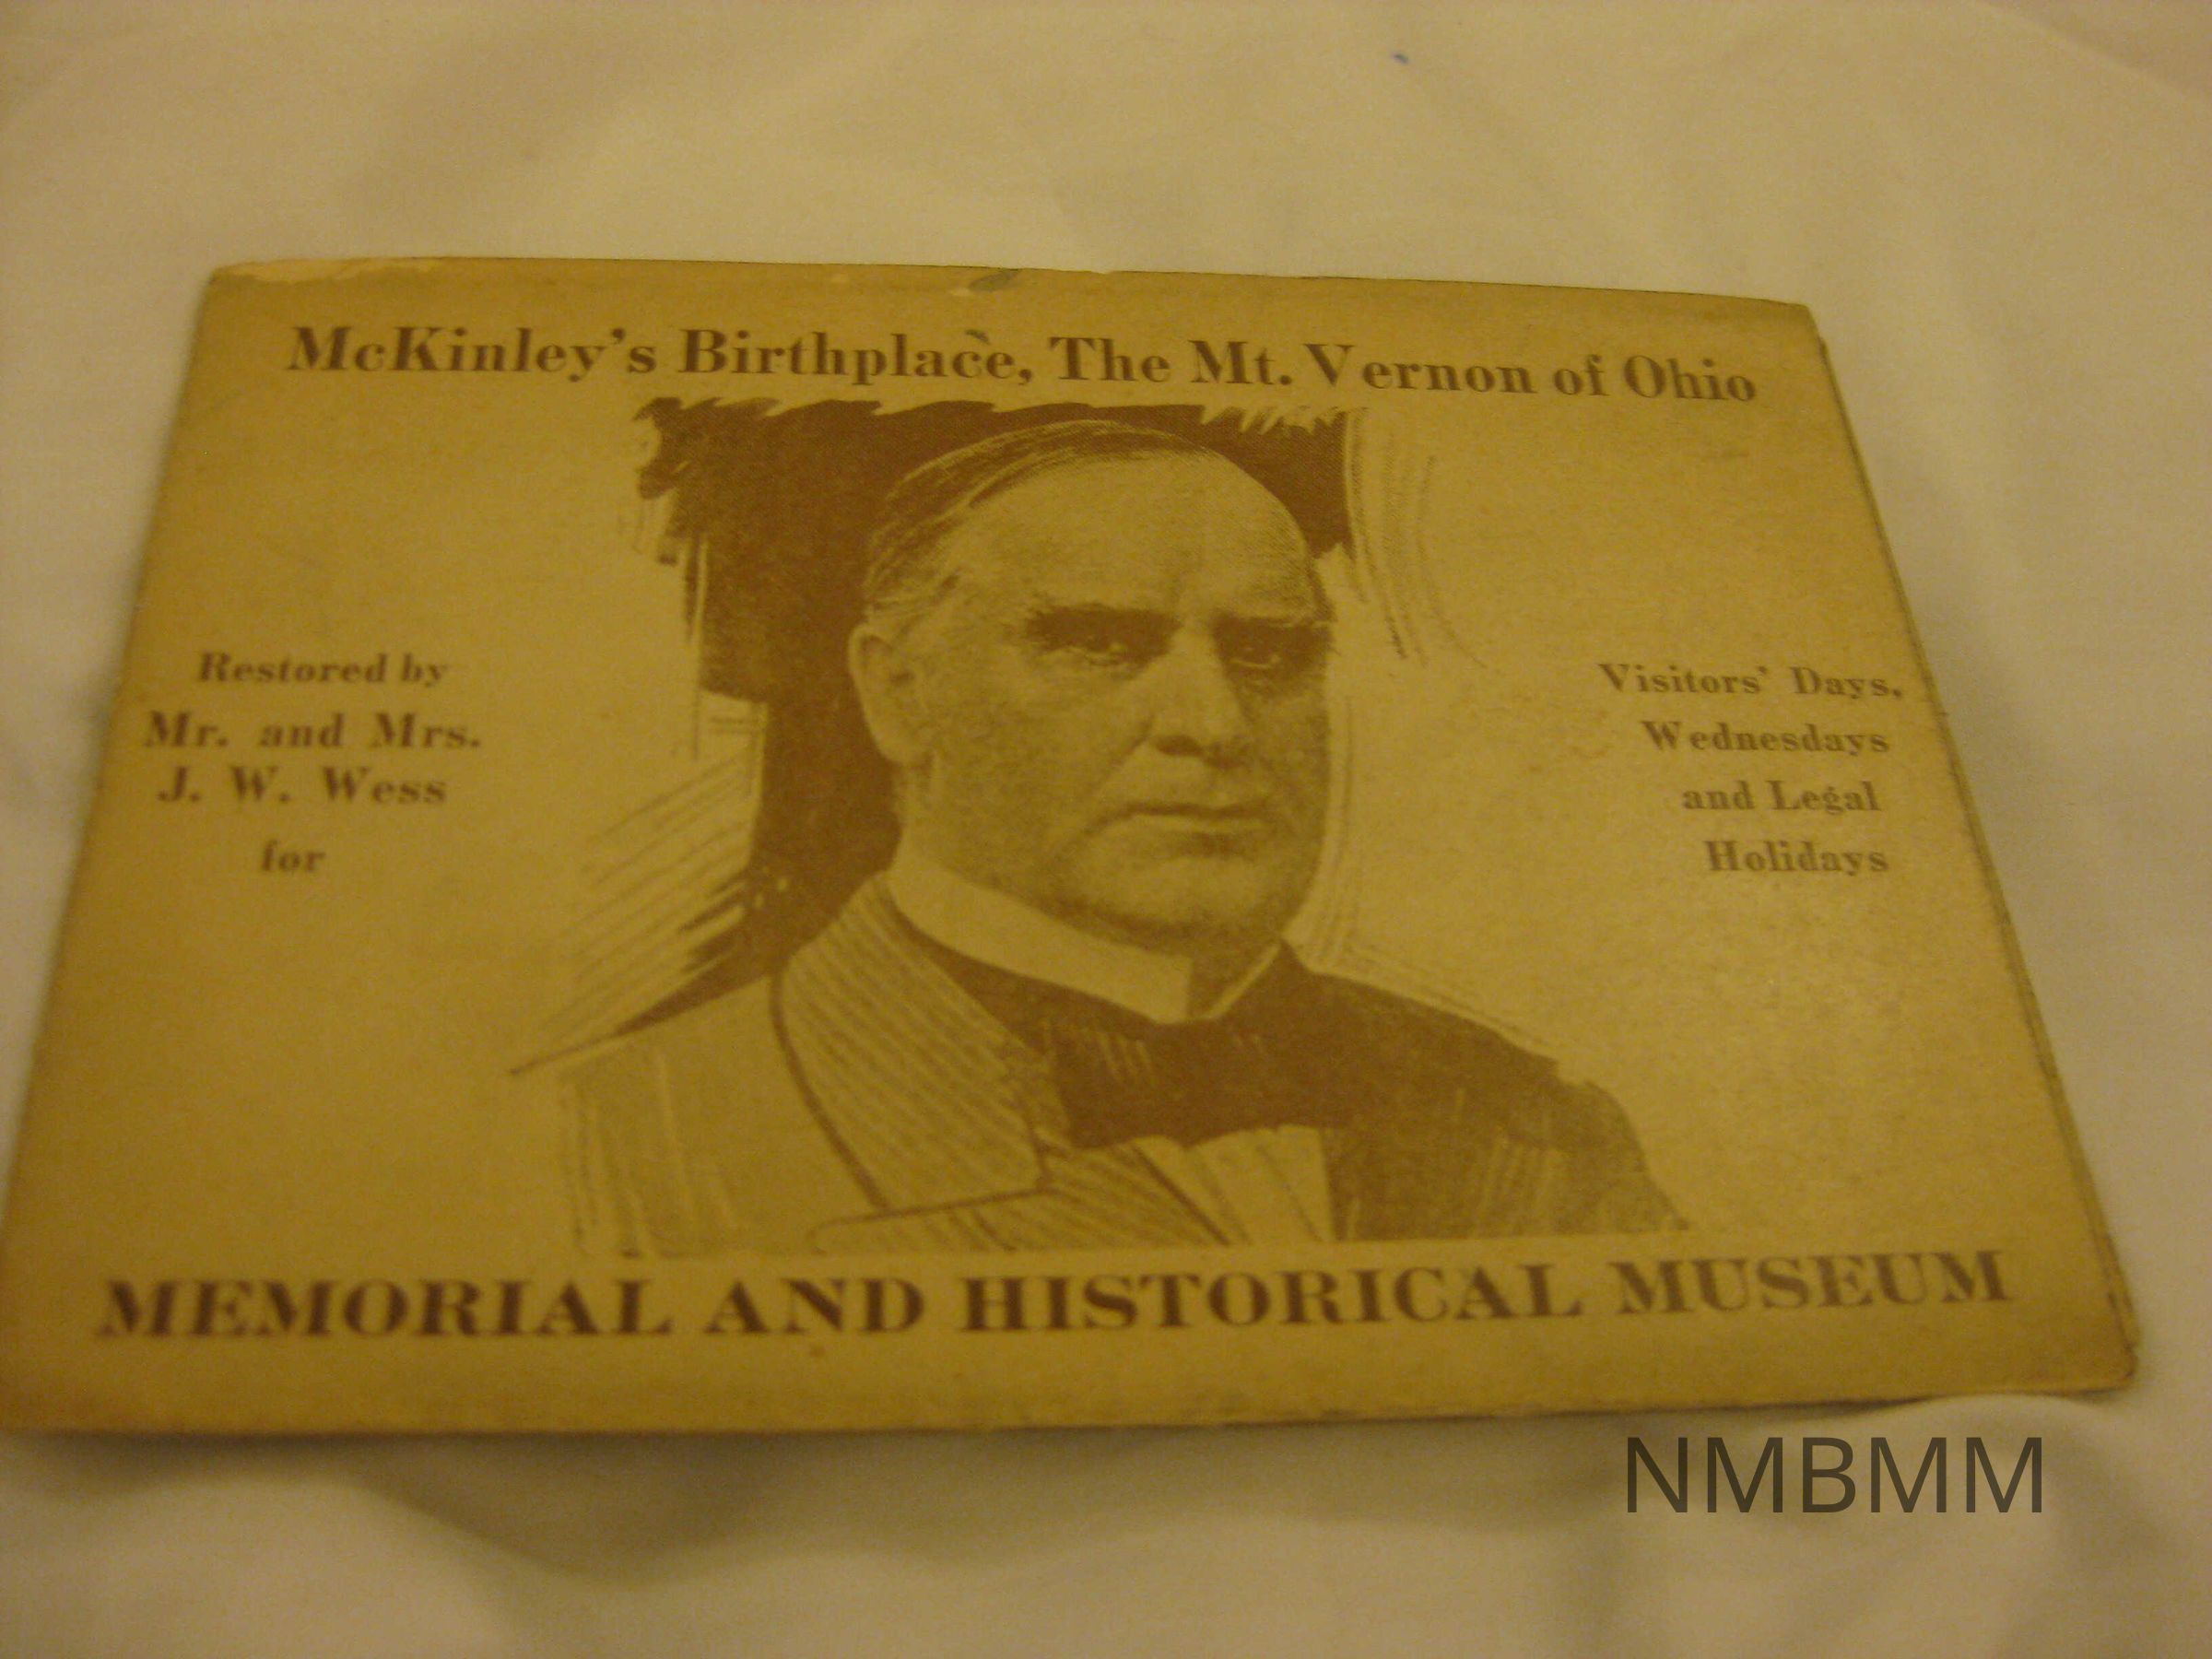 McKinley's Birthplace, The Mt. Vernon of Ohio
Restored by
Mr. and Mrs.
J. W. Wess
for
Visitors' Days,
Wednesdays
and Legal
Holidays
MEMORIAL AND HISTORICAL MUSEUM
NMBMM